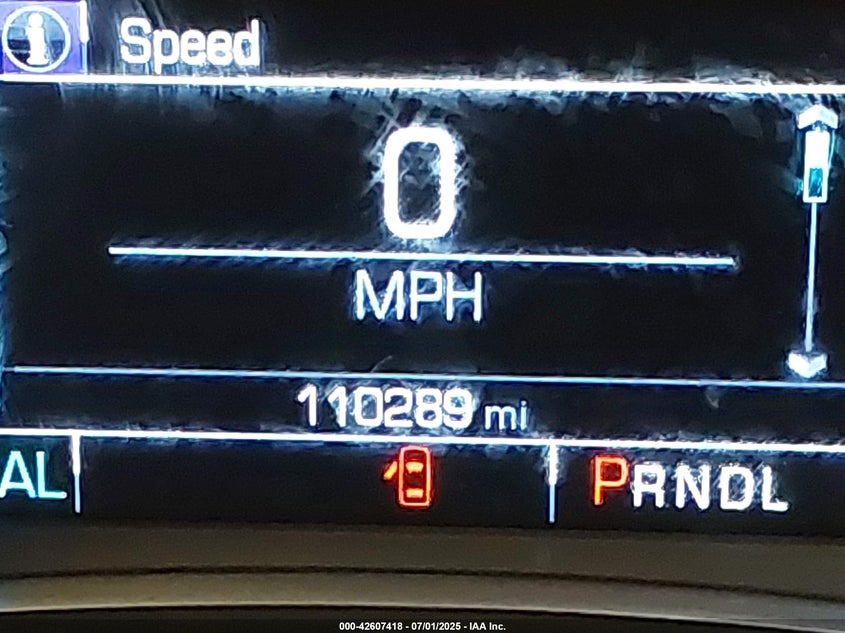 Speed
0
MPH
110289 mi
AL
PRNDL
000-42607418 - 07/01/2025 - IAA Inc.